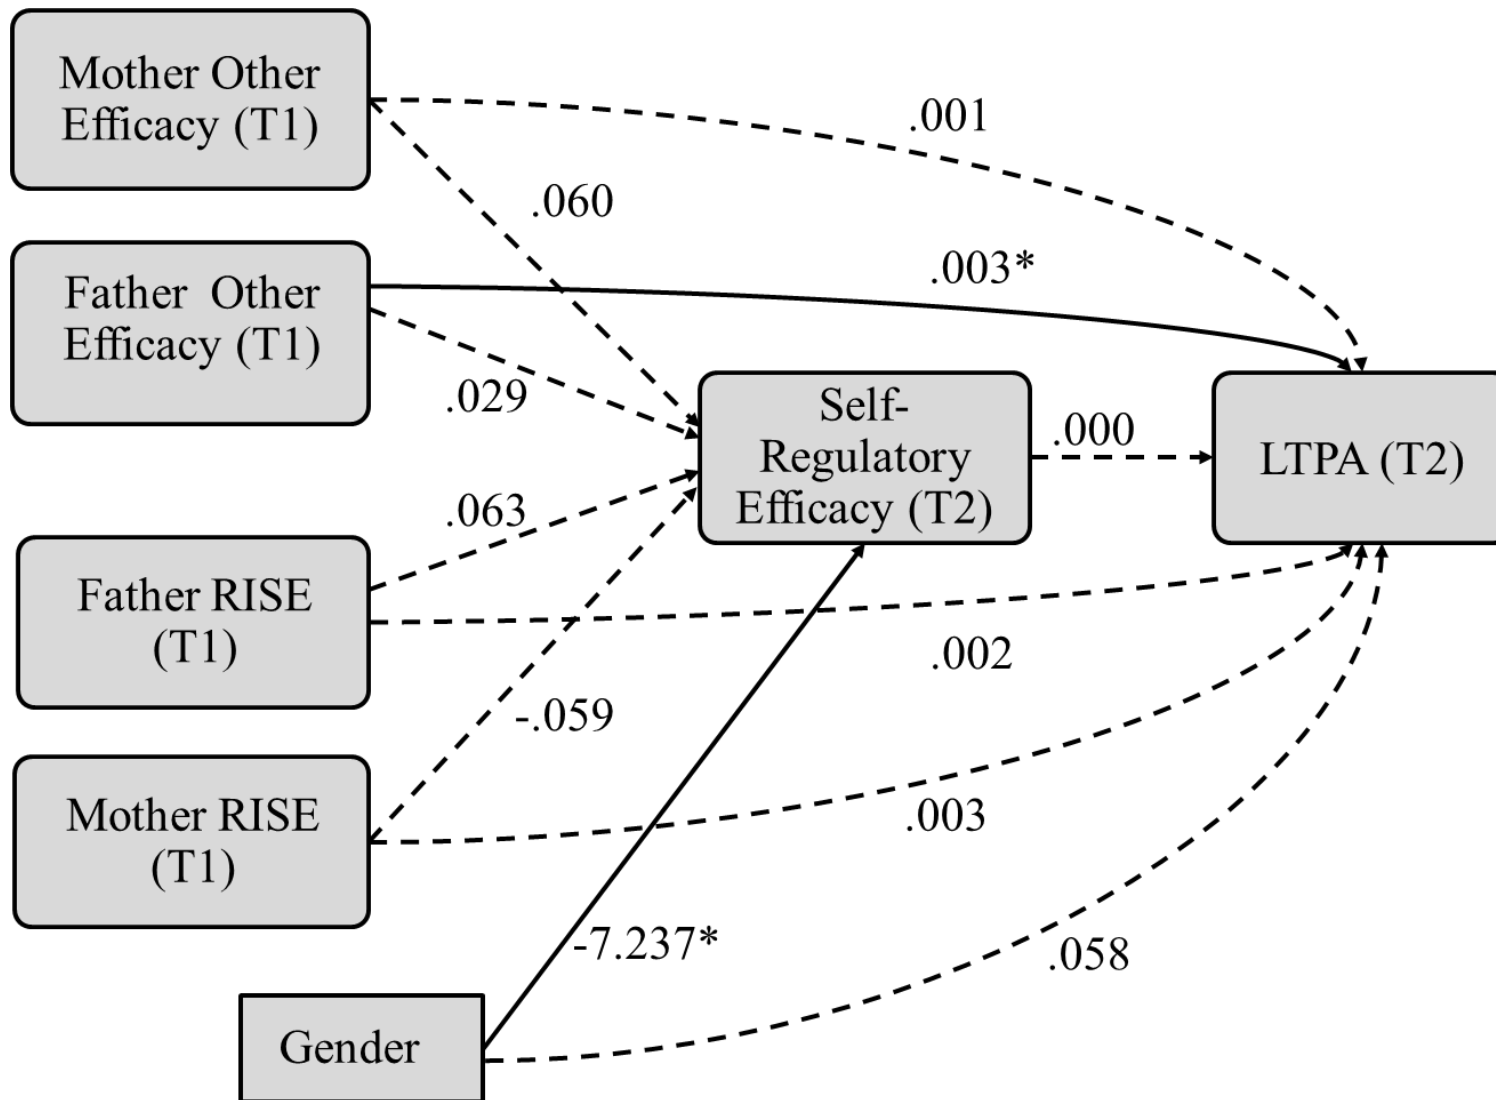 Mother Other
Efficacy (T1)
.001
.060
Father Other
Efficacy (T1)
.003*
.029
Self-
Regulatory
Efficacy (T2)
.000
LTPA (T2)
.063
Father RISE
(T1)
.002
-.059
Mother RISE
(T1)
.003
-7.237*
.058
Gender